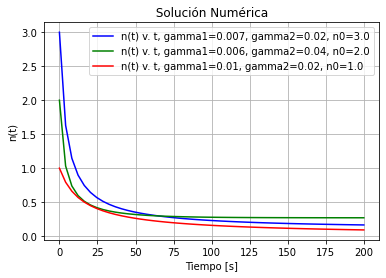 Solución Numérica
n(t) v. t, gamma1=0.007, gamma2=0.02, n0=3.0
n(t) v. t, gamma1=0.006, gamma2=0.04, n0=2.0
n(t) v. t, gamma1=0.01, gamma2=0.02, n0=1.0
3.0
2.5
2.0
1.5
1.0
0.5
0.0
n(t)
0 25 50 75 100 125 150 175 200
Tiempo [s]